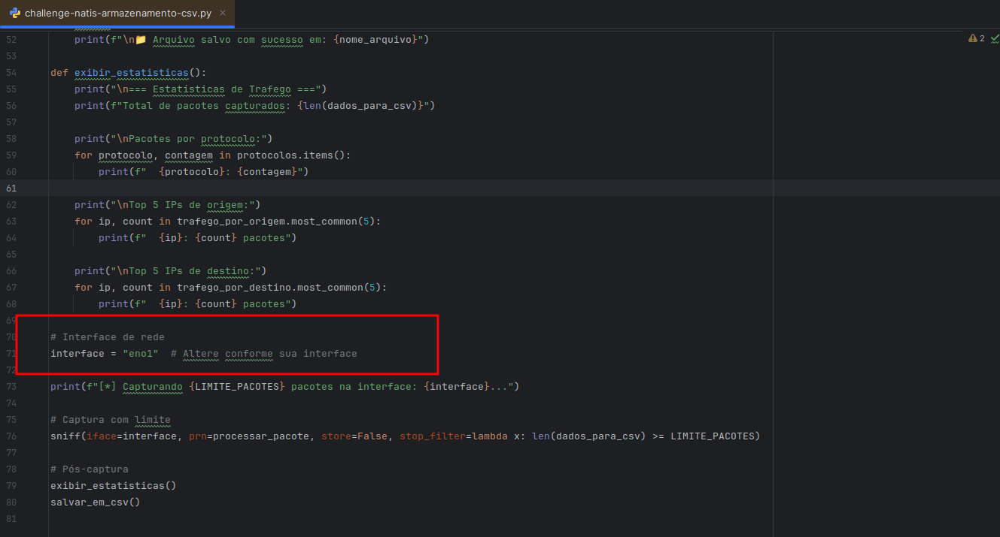 challenge-natis-armazenamento-csv.py ×
52 print(f"\n📁 Arquivo salvo com sucesso em: {nome_arquivo}")
2
53
54 def exibir_estatisticas():
55 print("\n=== Estatísticas de Trafego ===")
56 print(f"Total de pacotes capturados: {len(dados_para_csv)}")
57
58 print("\nPacotes por protocolo:")
59 for protocolo, contagem in protocolos.items():
60 print(f"  {protocolo}: {contagem}")
61
62 print("\nTop 5 IPs de origem:")
63 for ip, count in trafego_por_origem.most_common(5):
64 print(f"  {ip}: {count} pacotes")
65
66 print("\nTop 5 IPs de destino:")
67 for ip, count in trafego_por_destino.most_common(5):
68 print(f"  {ip}: {count} pacotes")
69
70 # Interface de rede
71 interface = "eno1"  # Altere conforme sua interface
72
73 print(f"[*] Capturando {LIMITE_PACOTES} pacotes na interface: {interface}...")
74
75 # Captura com limite
76 sniff(iface=interface, prn=processar_pacote, store=False, stop_filter=lambda x: len(dados_para_csv) >= LIMITE_PACOTES)
77
78 # Pós-captura
79 exibir_estatisticas()
80 salvar_em_csv()
81